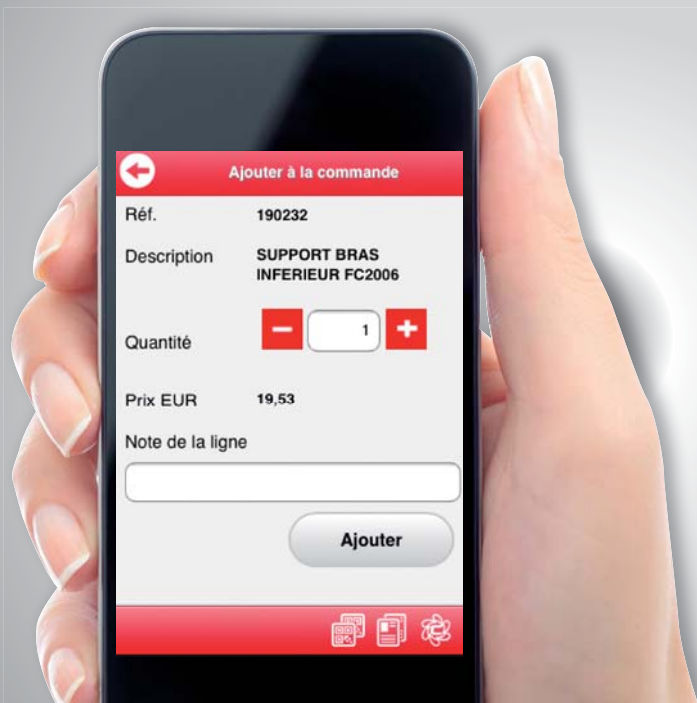 Ajouter à la commande
Réf. 190232
Description SUPPORT BRAS
INFERIEUR FC2006
Quantité − 1 +
Prix EUR 19,53
Note de la ligne
Ajouter